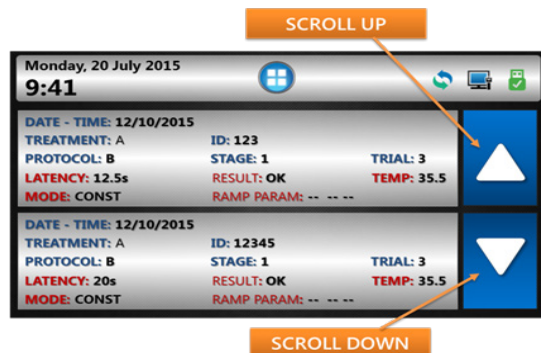 SCROLL UP
Monday, 20 July 2015
9:41
DATE - TIME: 12/10/2015
TREATMENT: A ID: 123
PROTOCOL: B STAGE: 1 TRIAL: 3
LATENCY: 12.5s RESULT: OK TEMP: 35.5
MODE: CONST RAMP PARAM: -- -- --
DATE - TIME: 12/10/2015
TREATMENT: A ID: 12345
PROTOCOL: B STAGE: 1 TRIAL: 3
LATENCY: 20s RESULT: OK TEMP: 35.5
MODE: CONST RAMP PARAM: -- -- --
SCROLL DOWN